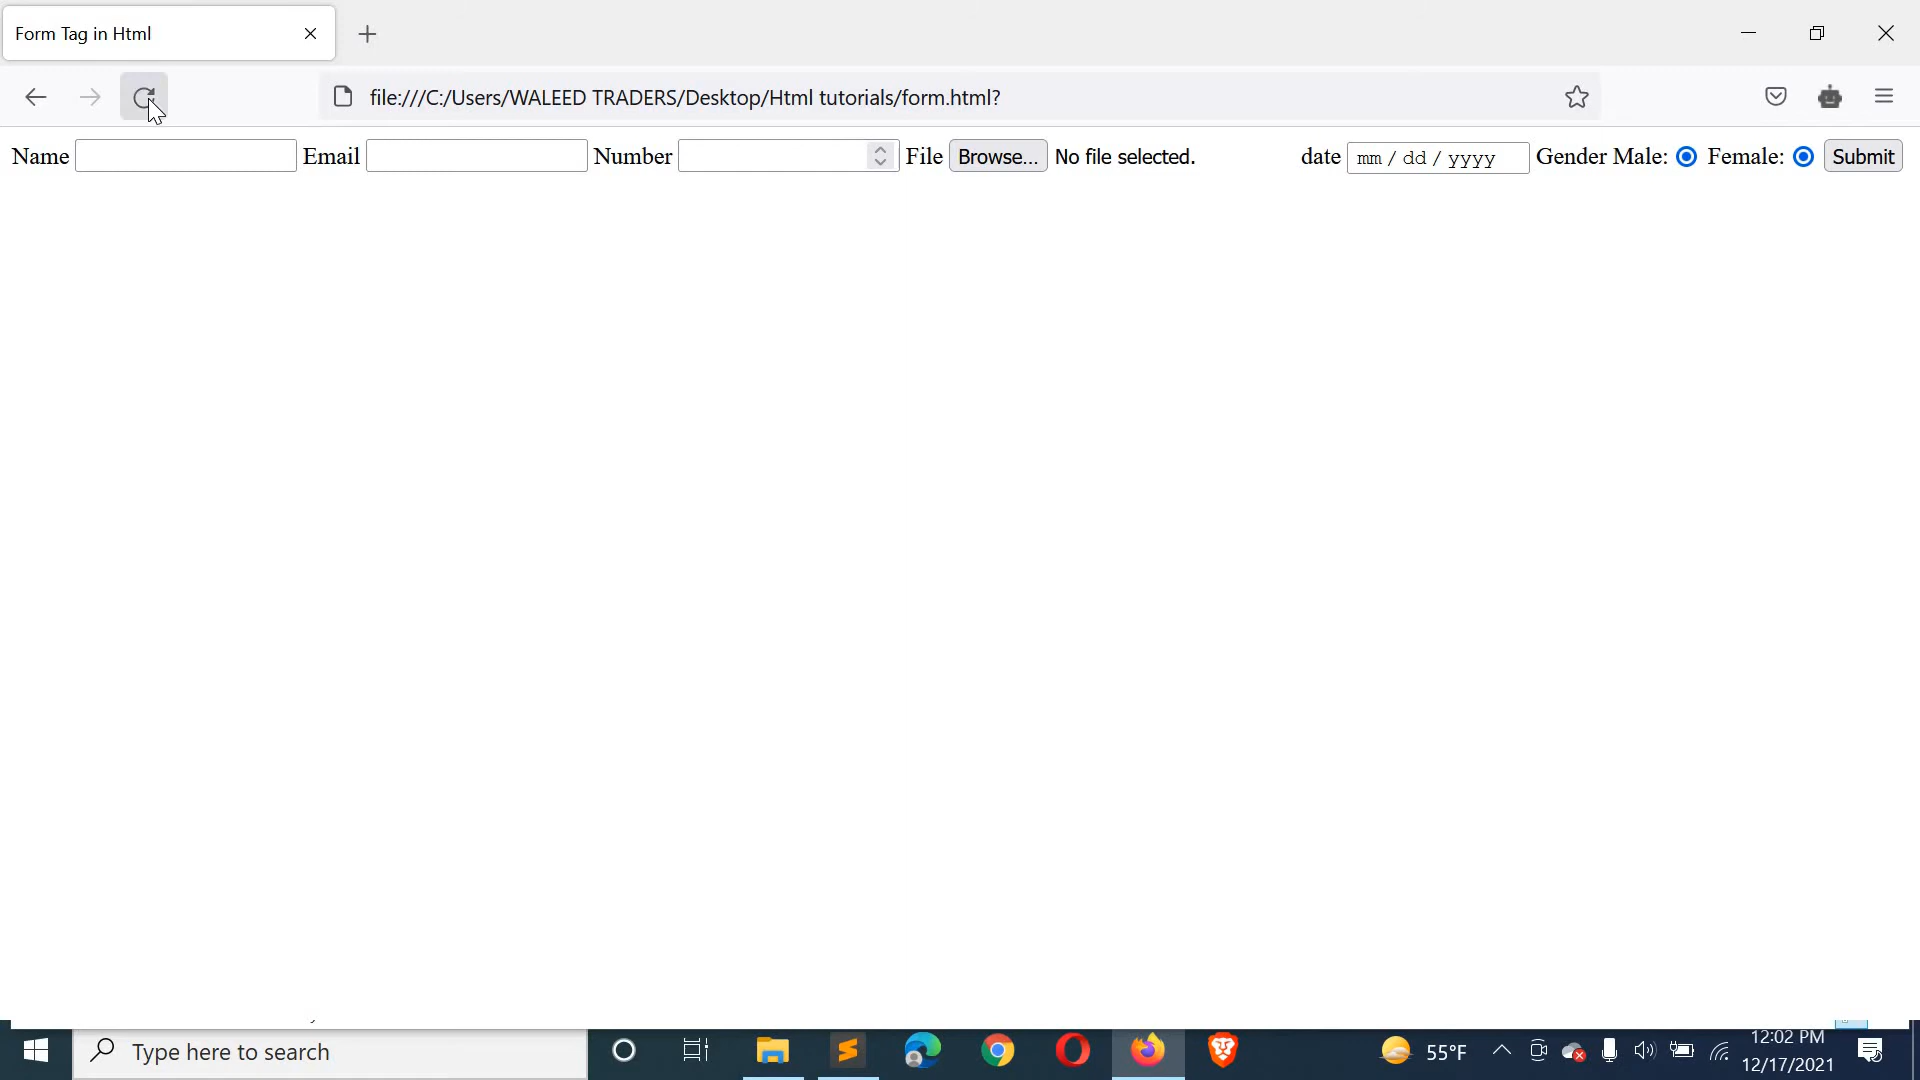 Form Tag in Html
file:///C:/Users/WALEED TRADERS/Desktop/Html tutorials/form.html?
Name Email Number File Browse... No file selected. date mm / dd / yyyy Gender Male: Female: Submit
Type here to search
55°F
12:02 PM
12/17/2021